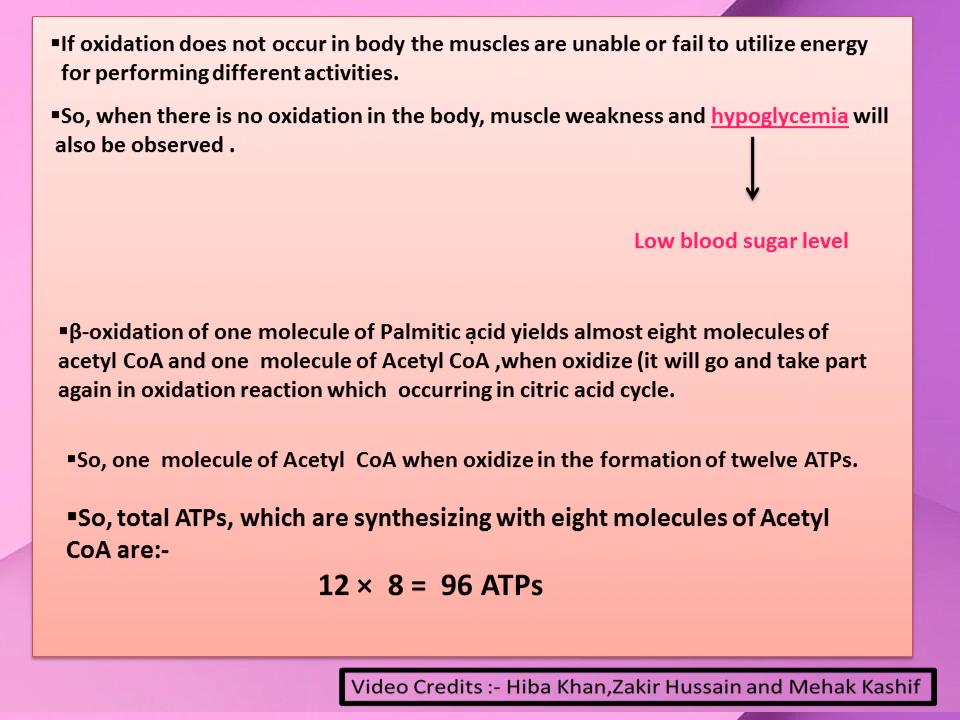 ▪If oxidation does not occur in body the muscles are unable or fail to utilize energy
for performing different activities.
▪So, when there is no oxidation in the body, muscle weakness and hypoglycemia will
also be observed .
Low blood sugar level
▪β-oxidation of one molecule of Palmitic acid yields almost eight molecules of
acetyl CoA and one molecule of Acetyl CoA ,when oxidize (it will go and take part
again in oxidation reaction which occurring in citric acid cycle.
▪So, one molecule of Acetyl CoA when oxidize in the formation of twelve ATPs.
▪So, total ATPs, which are synthesizing with eight molecules of Acetyl
CoA are:-
12 × 8 = 96 ATPs
Video Credits :- Hiba Khan,Zakir Hussain and Mehak Kashif